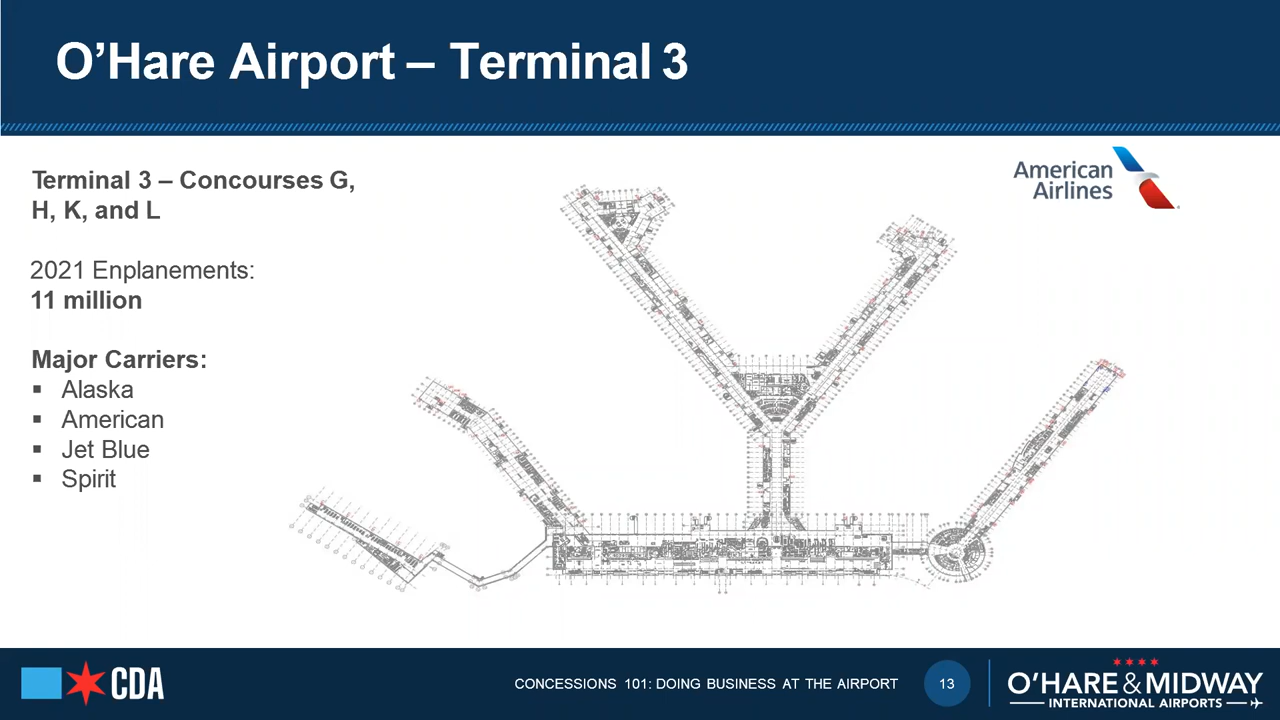 O’Hare Airport – Terminal 3
Terminal 3 – Concourses G,
H, K, and L
2021 Enplanements:
11 million
Major Carriers:
▪ Alaska
▪ American
▪ Jet Blue
▪ Spirit
American
Airlines
CDA
CONCESSIONS 101: DOING BUSINESS AT THE AIRPORT
13
O’HARE & MIDWAY
INTERNATIONAL AIRPORTS